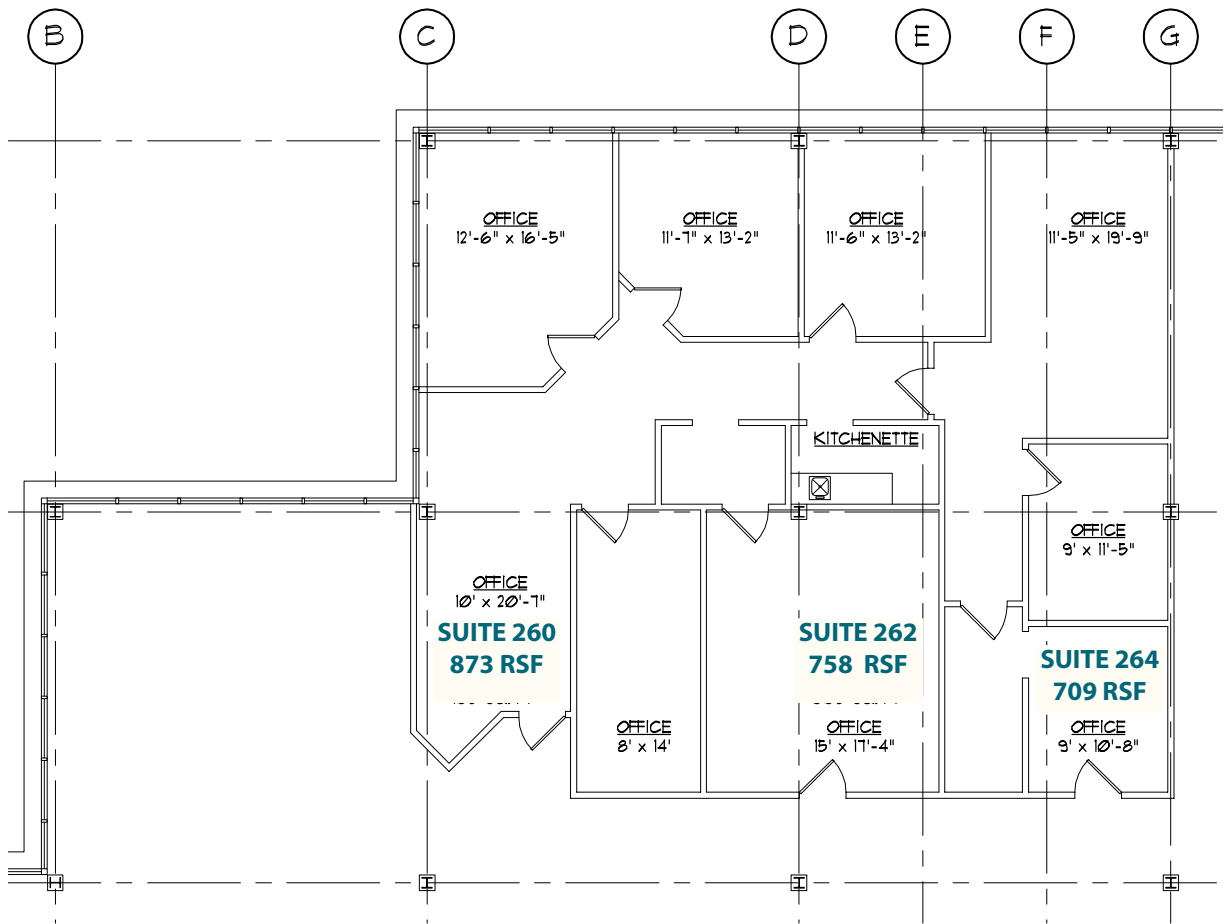 B C D E F G
OFFICE
12'-6" x 16'-5"
OFFICE
11'-7" x 13'-2"
OFFICE
11'-6" x 13'-2"
OFFICE
11'-5" x 19'-9"
KITCHENETTE
OFFICE
9' x 11'-5"
OFFICE
10' x 20'-7"
SUITE 260
873 RSF
SUITE 262
758 RSF
SUITE 264
709 RSF
OFFICE
8' x 14'
OFFICE
15' x 17'-4"
OFFICE
9' x 10'-8"